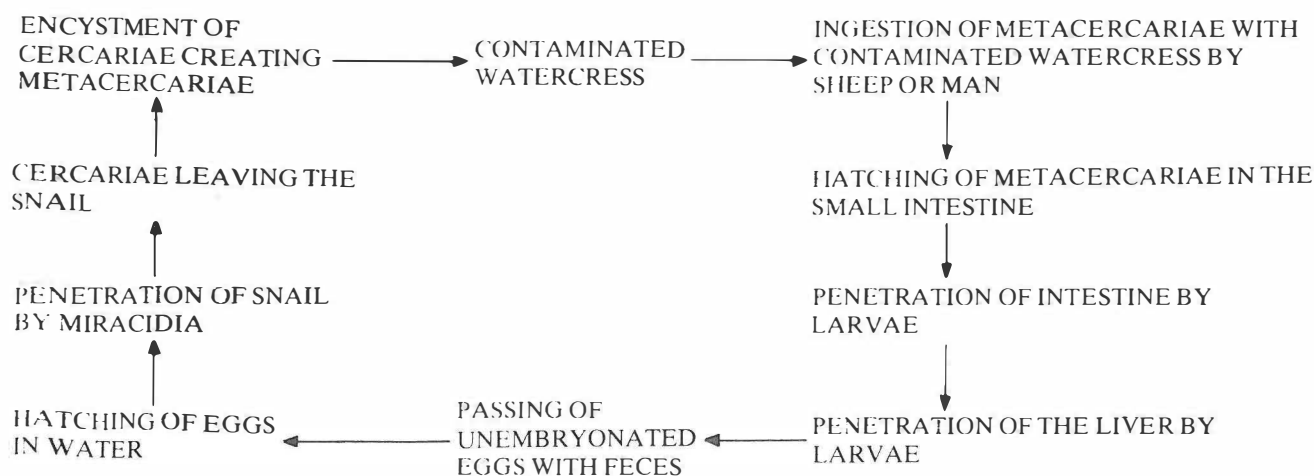 ENCYSTMENT OF
CERCARIAE CREATING
METACERCARIAE
CONTAMINATED
WATERCRESS
INGESTION OF METACERCARIAE WITH
CONTAMINATED WATERCRESS BY
SHEEP OR MAN
CERCARIAE LEAVING THE
SNAIL
HATCHING OF METACERCARIAE IN THE
SMALL INTESTINE
PENETRATION OF SNAIL
BY MIRACIDIA
PENETRATION OF INTESTINE BY
LARVAE
HATCHING OF EGGS
IN WATER
PASSING OF
UNEMBRYONATED
EGGS WITH FECES
PENETRATION OF THE LIVER BY
LARVAE